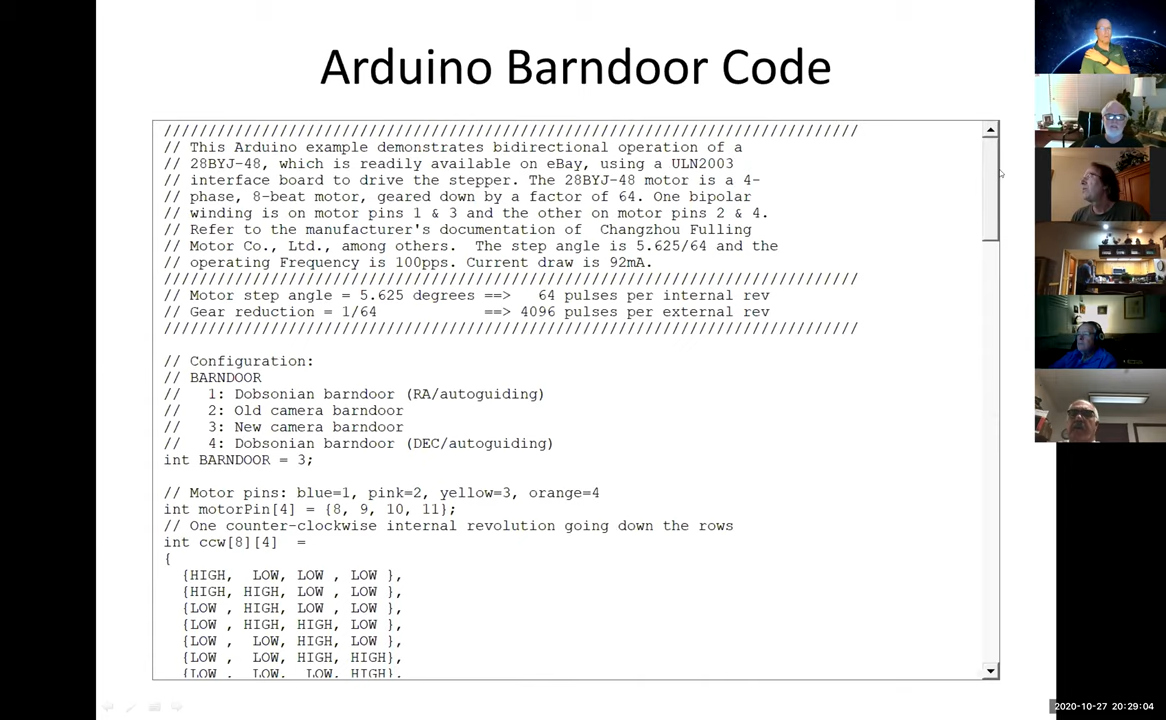 Arduino Barndoor Code
//////////////////////////////////////////////////////////////////////////////
// This Arduino example demonstrates bidirectional operation of a
// 28BYJ-48, which is readily available on eBay, using a ULN2003
// interface board to drive the stepper. The 28BYJ-48 motor is a 4-
// phase, 8-beat motor, geared down by a factor of 64. One bipolar
// winding is on motor pins 1 & 3 and the other on motor pins 2 & 4.
// Refer to the manufacturer's documentation of  Changzhou Fulling
// Motor Co., Ltd., among others.  The step angle is 5.625/64 and the
// operating Frequency is 100pps. Current draw is 92mA.
//////////////////////////////////////////////////////////////////////////////
// Motor step angle = 5.625 degrees ==>   64 pulses per internal rev
// Gear reduction = 1/64            ==> 4096 pulses per external rev
//////////////////////////////////////////////////////////////////////////////
// Configuration:
// BARNDOOR
//   1: Dobsonian barndoor (RA/autoguiding)
//   2: Old camera barndoor
//   3: New camera barndoor
//   4: Dobsonian barndoor (DEC/autoguiding)
int BARNDOOR = 3;
// Motor pins: blue=1, pink=2, yellow=3, orange=4
int motorPin[4] = {8, 9, 10, 11};
// One counter-clockwise internal revolution going down the rows
int ccw[8][4]  =
{
  {HIGH,  LOW, LOW , LOW },
  {HIGH, HIGH, LOW , LOW },
  {LOW , HIGH, LOW , LOW },
  {LOW , HIGH, HIGH, LOW },
  {LOW ,  LOW, HIGH, LOW },
  {LOW ,  LOW, HIGH, HIGH},
  {LOW ,  LOW,  LOW, HIGH},
2020-10-27 20:29:04